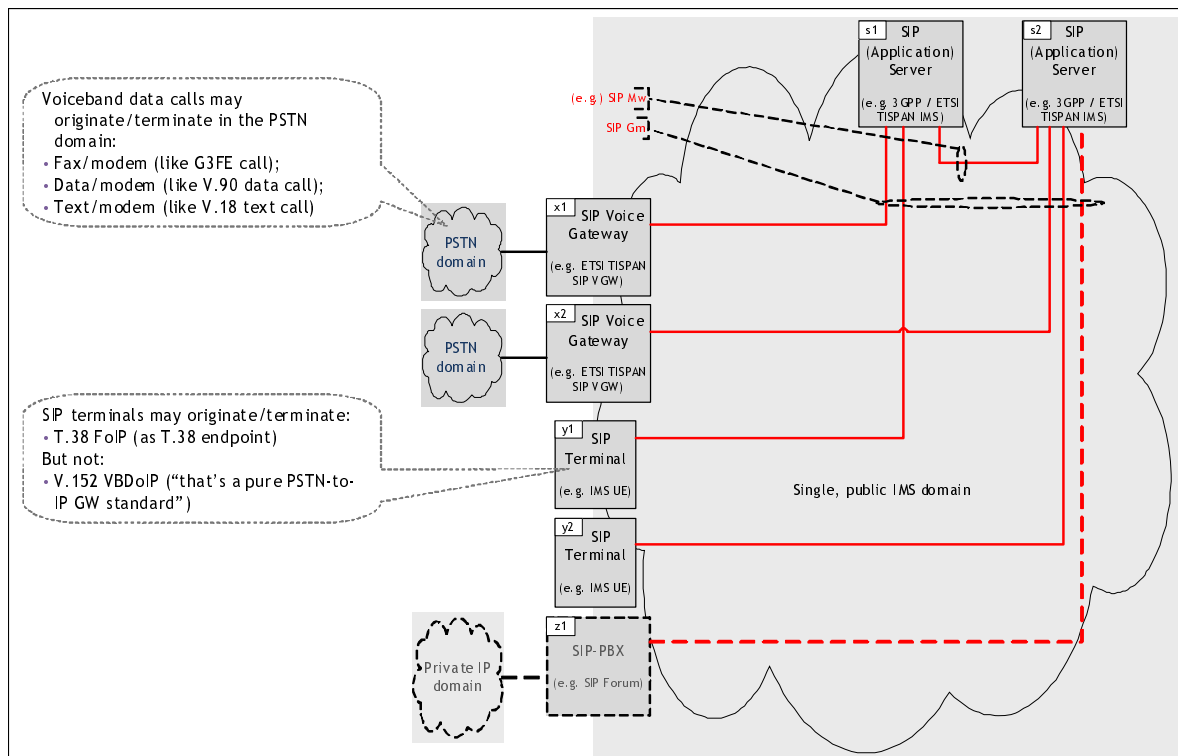 s1
SIP
(Application)
Server
(e.g. 3GPP / ETSI
TISPAN IMS)
s2
SIP
(Application)
Server
(e.g. 3GPP / ETSI
TISPAN IMS)
(e.g.) SIP Mw
SIP Gm
Voiceband data calls may
originate/terminate in the PSTN
domain:
• Fax/modem (like G3FE call);
• Data/modem (like V.90 data call);
• Text/modem (like V.18 text call)
PSTN
domain
x1
SIP Voice
Gateway
(e.g. ETSI TISPAN
SIP VGW)
PSTN
domain
x2
SIP Voice
Gateway
(e.g. ETSI TISPAN
SIP VGW)
SIP terminals may originate/terminate:
• T.38 FoIP (as T.38 endpoint)
But not:
• V.152 VBDoIP (“that’s a pure PSTN-to-
IP GW standard”)
y1
SIP
Terminal
(e.g. IMS UE)
Single, public IMS domain
y2
SIP
Terminal
(e.g. IMS UE)
Private IP
domain
z1
SIP-PBX
(e.g. SIP Forum)